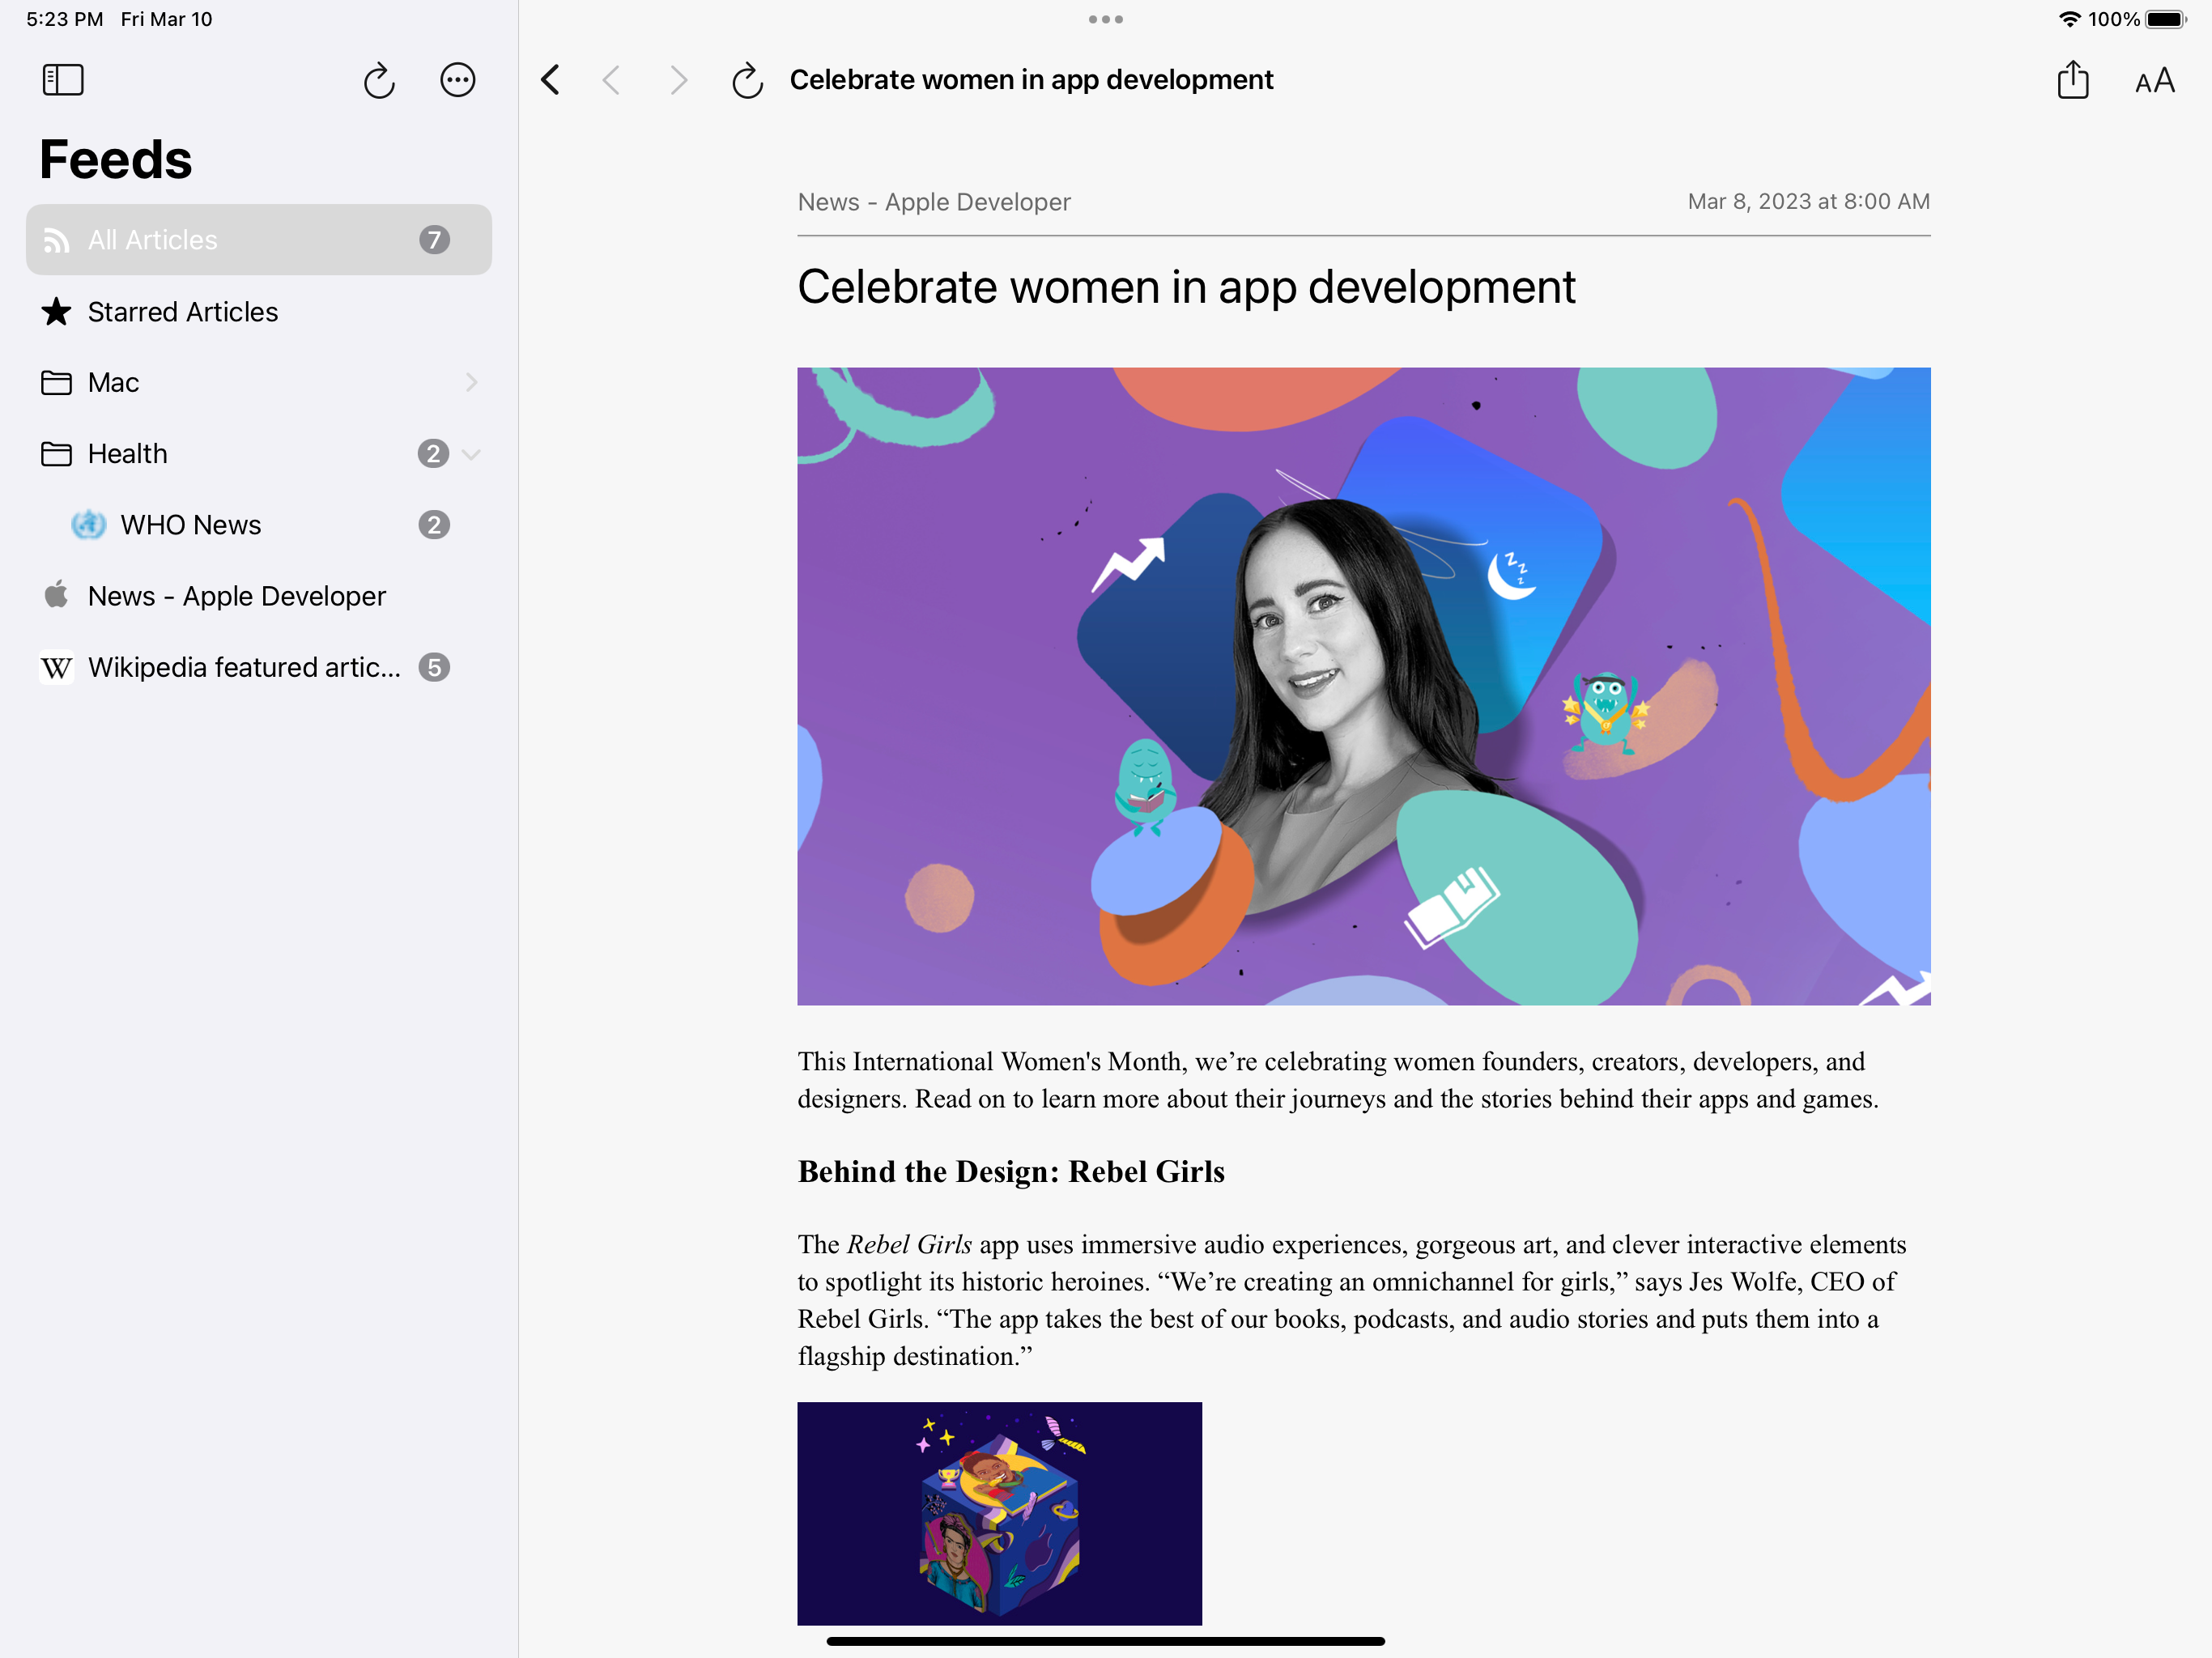 5:23 PM Fri Mar 10
100%
Feeds
All Articles 7
Starred Articles
Mac
Health 2
WHO News 2
News - Apple Developer
W Wikipedia featured artic... 5
Celebrate women in app development
AA
News - Apple Developer
Mar 8, 2023 at 8:00 AM
Celebrate women in app development
z z z
This International Women's Month, we’re celebrating women founders, creators, developers, and
designers. Read on to learn more about their journeys and the stories behind their apps and games.
Behind the Design: Rebel Girls
The Rebel Girls app uses immersive audio experiences, gorgeous art, and clever interactive elements
to spotlight its historic heroines. “We’re creating an omnichannel for girls,” says Jes Wolfe, CEO of
Rebel Girls. “The app takes the best of our books, podcasts, and audio stories and puts them into a
flagship destination.”